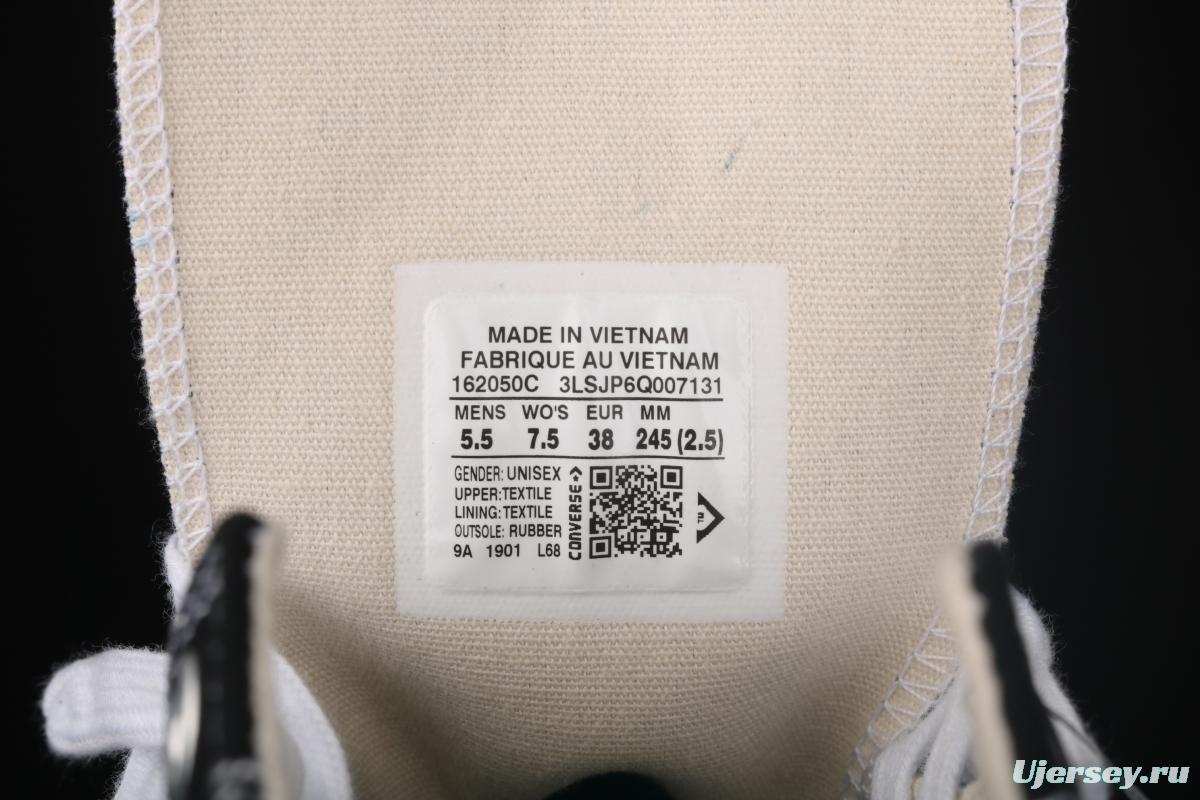 MADE IN VIETNAM
FABRIQUE AU VIETNAM
162050C 3LSJP6Q007131
MENS WO'S EUR MM
5.5 7.5 38 245 (2.5)
GENDER: UNISEX
UPPER:TEXTILE
LINING: TEXTILE
OUTSOLE: RUBBER
9A 1901 L68
CONVERSE
Ujersey.ru